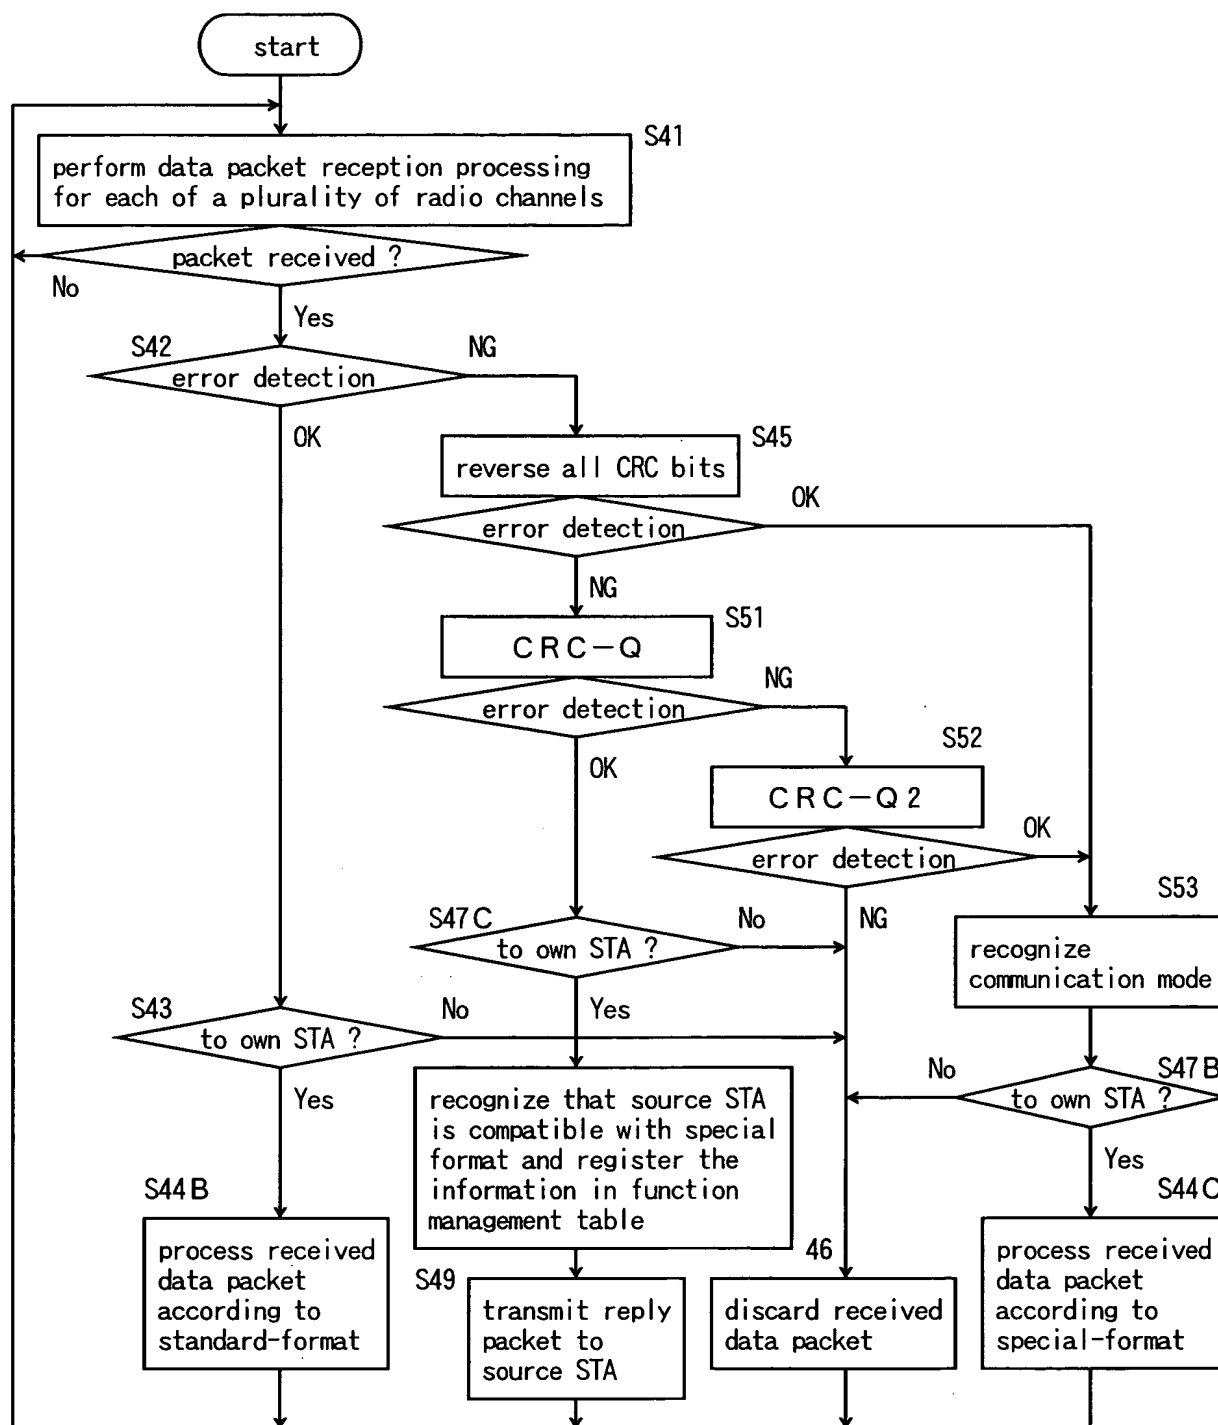 start
S41
perform data packet reception processing
for each of a plurality of radio channels
packet received ?
No
Yes
S42
NG
error detection
OK
S45
reverse all CRC bits
OK
error detection
NG
S51
CRC-Q
NG
error detection
S52
OK
CRC-Q2
OK
error detection
S53
S47C
No
NG
to own STA ?
recognize
communication mode
S43
No
Yes
to own STA ?
No
S47B
to own STA ?
Yes
recognize that source STA
is compatible with special
format and register the
information in function
management table
Yes
S44B
S44C
process received
data packet
according to
standard-format
S49
transmit reply
packet to
source STA
46
discard received
data packet
process received
data packet
according to
special-format